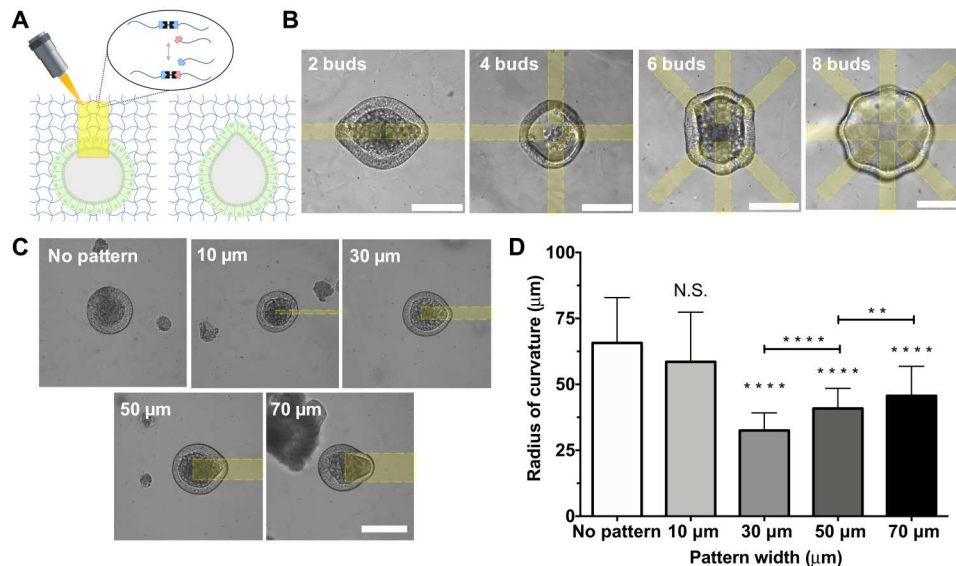 A
B
2 buds
4 buds
6 buds
8 buds
C
No pattern
10 µm
30 µm
50 µm
70 µm
D
Radius of curvature (µm)
100
75
50
25
0
N.S.
* * * *
* * * *
* * * *
* *
* * * *
No pattern
10 µm
30 µm
50 µm
70 µm
Pattern width (µm)